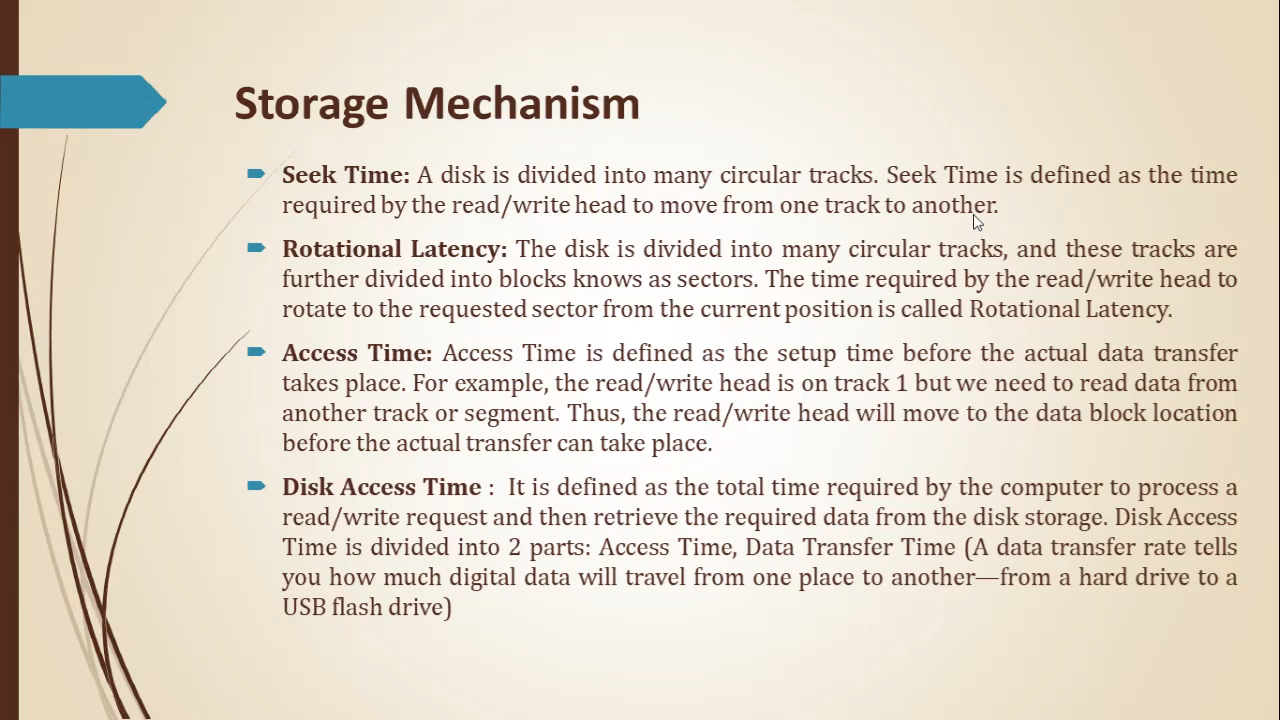 Storage Mechanism
Seek Time: A disk is divided into many circular tracks. Seek Time is defined as the time
required by the read/write head to move from one track to another.
Rotational Latency: The disk is divided into many circular tracks, and these tracks are
further divided into blocks knows as sectors. The time required by the read/write head to
rotate to the requested sector from the current position is called Rotational Latency.
Access Time: Access Time is defined as the setup time before the actual data transfer
takes place. For example, the read/write head is on track 1 but we need to read data from
another track or segment. Thus, the read/write head will move to the data block location
before the actual transfer can take place.
Disk Access Time : It is defined as the total time required by the computer to process a
read/write request and then retrieve the required data from the disk storage. Disk Access
Time is divided into 2 parts: Access Time, Data Transfer Time (A data transfer rate tells
you how much digital data will travel from one place to another—from a hard drive to a
USB flash drive)